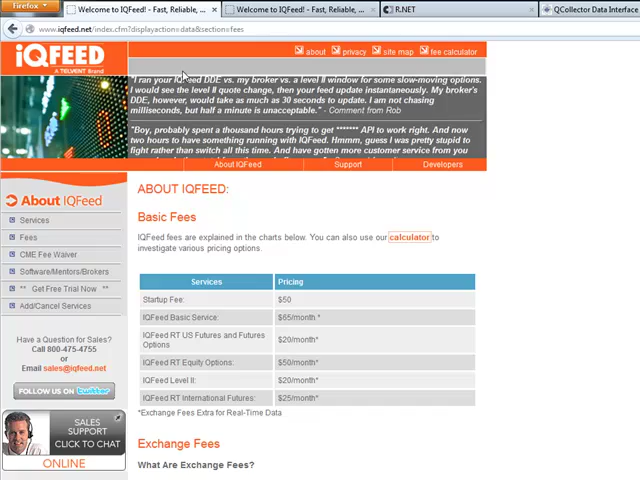 Firefox
Welcome to IQFeed! - Fast, Reliable, ...
Welcome to IQFeed! - Fast, Reliable, ...
R.NET
QCollector Data Interface
www.iqfeed.net/index.cfm?displayaction=data&section=fees
iQFEED
A TELVENT Brand
about
privacy
site map
fee calculator
"I ran your IQFeed DDE vs. my broker vs. a level II window for some slow-moving options.
I would see the level II quote change, then your feed update instantaneously. My broker's
DDE, however, would take as much as 30 seconds to update. I am not chasing
milliseconds, but half a minute is unacceptable." - Comment from Rob
"Boy, probably spent a thousand hours trying to get ******* API to work right. And now
two hours to have something running with IQFeed. Hmmm, guess I was pretty stupid to
fight rather than switch all this time. And have gotten more customer service from you
About IQFeed
Support
Developers
About IQFeed
Services
Fees
CME Fee Waiver
Software/Mentors/Brokers
** Get Free Trial Now **
Add/Cancel Services
Have a Question for Sales?
Call 800-475-4755
or
Email sales@iqfeed.net
FOLLOW US ON twitter
SALES
SUPPORT
CLICK TO CHAT
ONLINE
ABOUT IQFEED:
Basic Fees
IQFeed fees are explained in the charts below. You can also use our calculator to
investigate various pricing options.
Services Pricing
Startup Fee: $50
IQFeed Basic Service: $65/month *
IQFeed RT US Futures and Futures
Options $20/month*
IQFeed RT Equity Options: $50/month*
IQFeed Level II: $20/month*
IQFeed RT International Futures: $25/month*
*Exchange Fees Extra for Real-Time Data
Exchange Fees
What Are Exchange Fees?